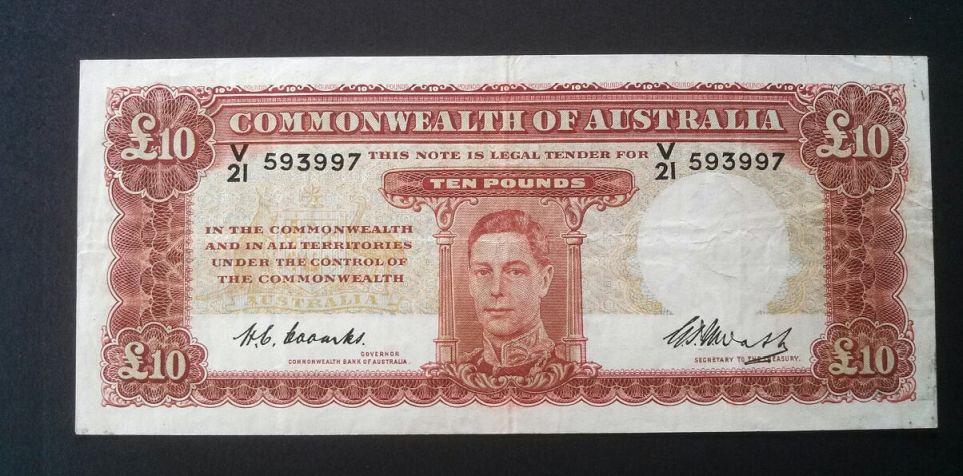 £10 COMMONWEALTH OF AUSTRALIA £10
V/21 593997 THIS NOTE IS LEGAL TENDER FOR V/21 593997
TEN POUNDS
IN THE COMMONWEALTH
AND IN ALL TERRITORIES
UNDER THE CONTROL OF
THE COMMONWEALTH
AUSTRALIA
H.C. Coombs.
GOVERNOR
COMMONWEALTH BANK OF AUSTRALIA.
SECRETARY TO THE TREASURY.
£10 £10